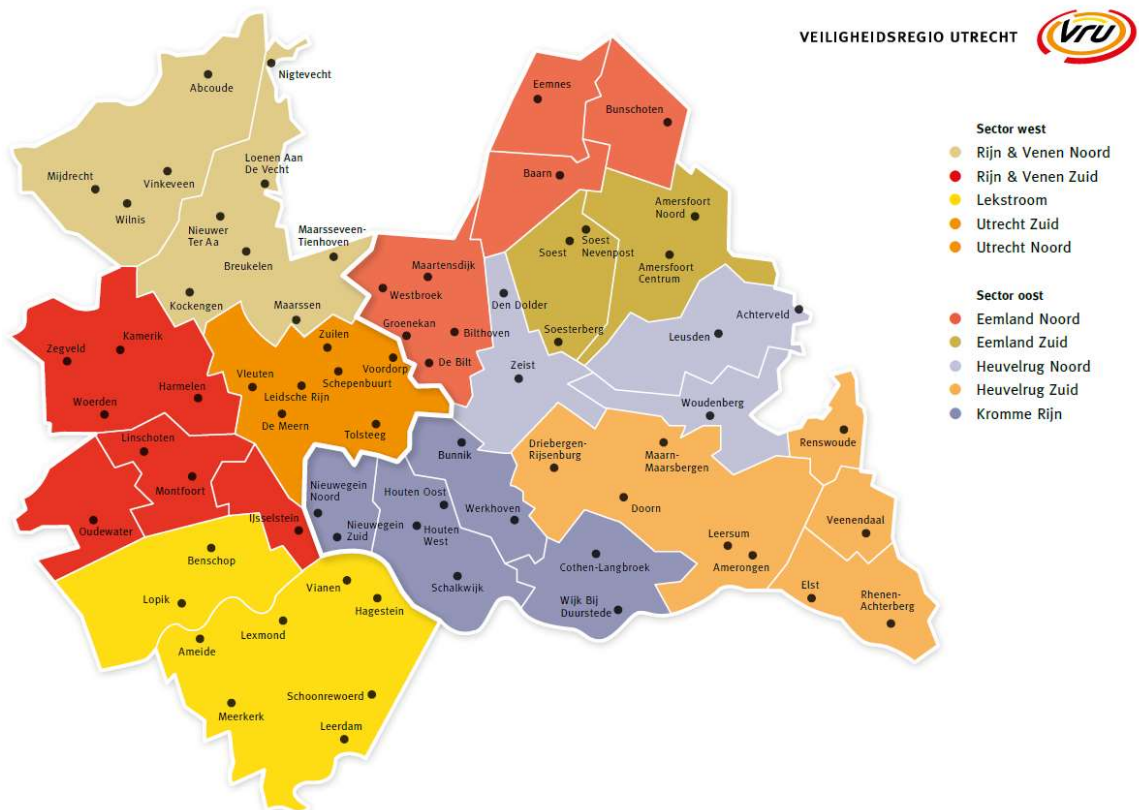 VEILIGHEIDSREGIO UTRECHT
vru
Sector west
Rijn & Venen Noord
Rijn & Venen Zuid
Lekstroom
Utrecht Zuid
Utrecht Noord
Sector oost
Eemland Noord
Eemland Zuid
Heuvelrug Noord
Heuvelrug Zuid
Kromme Rijn
Nigtevecht
Abcoude
Loenen Aan
De Vecht
Mijdrecht
Vinkeveen
Wilnis
Nieuwer
Ter Aa
Maarsseveen-
Tienhoven
Breukelen
Kockengen
Maarssen
Eemnes
Bunschoten
Baarn
Amersfoort
Noord
Soest
Soest
Nevenpost
Amersfoort
Centrum
Maartensdijk
Westbroek
Den Dolder
Achterveld
Groenekan
Bilthoven
Soesterberg
Leusden
De Bilt
Zeist
Woudenberg
Kamerik
Zegveld
Harmelen
Woerden
Zuilen
Voordorp
Vleuten
Schepenbuurt
Leidsche Rijn
De Meern
Tolsteeg
Linschoten
Montfoort
Oudewater
IJsselstein
Bunnik
Driebergen-
Rijsenburg
Maarn-
Maarsbergen
Renswoude
Nieuwegein
Noord
Houten Oost
Werkhoven
Doorn
Veenendaal
Nieuwegein
Zuid
Houten
West
Leersum
Amerongen
Benschop
Cothen-Langbroek
Vianen
Schalkwijk
Elst
Rhenen-
Achterberg
Lopik
Hagestein
Wijk Bij
Duurstede
Lexmond
Ameide
Schoonrewoerd
Meerkerk
Leerdam